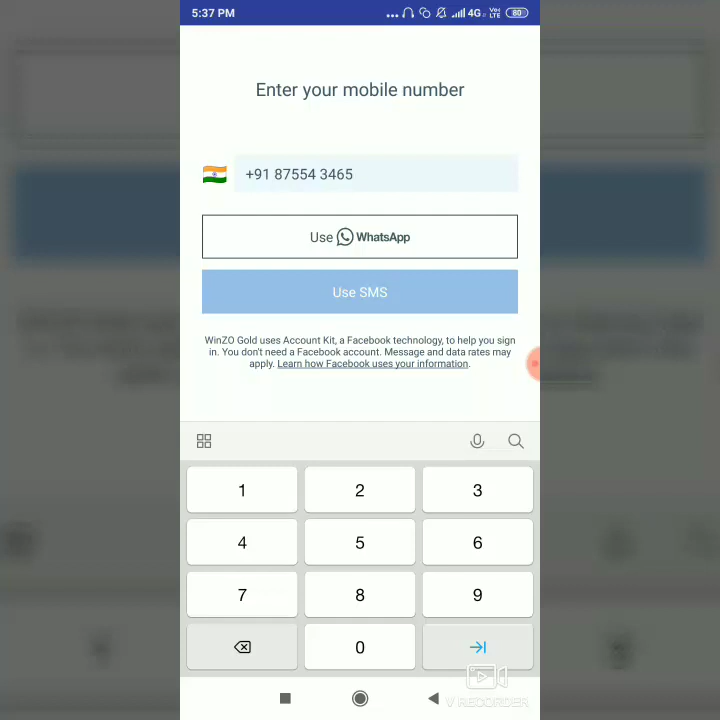 5:37 PM
4G
Vo
LTE
80
Enter your mobile number
+91 87554 3465
Use WhatsApp
Use SMS
WinZO Gold uses Account Kit, a Facebook technology, to help you sign
in. You don't need a Facebook account. Message and data rates may
apply. Learn how Facebook uses your information.
1 2 3
4 5 6
7 8 9
0
V RECORDER